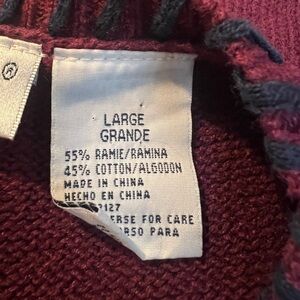 ®
LARGE
GRANDE
55% RAMIE/RAMINA
45% COTTON/ALGODON
MADE IN CHINA
HECHO EN CHINA
127
ERSE FOR CARE
RSO PARA